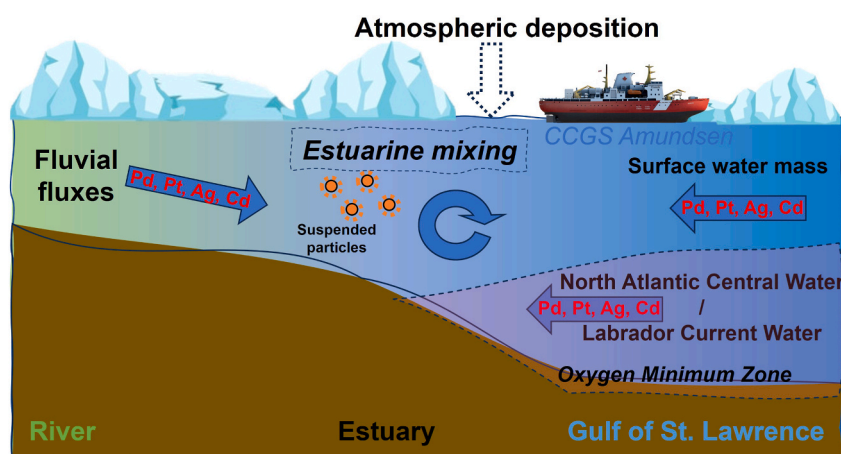 Atmospheric deposition
CCGS Amundsen
Estuarine mixing
Fluvial
fluxes
Pd, Pt, Ag, Cd
Suspended
particles
Surface water mass
Pd, Pt, Ag, Cd
North Atlantic Central Water
/
Labrador Current Water
Pd, Pt, Ag, Cd
Oxygen Minimum Zone
River
Estuary
Gulf of St. Lawrence